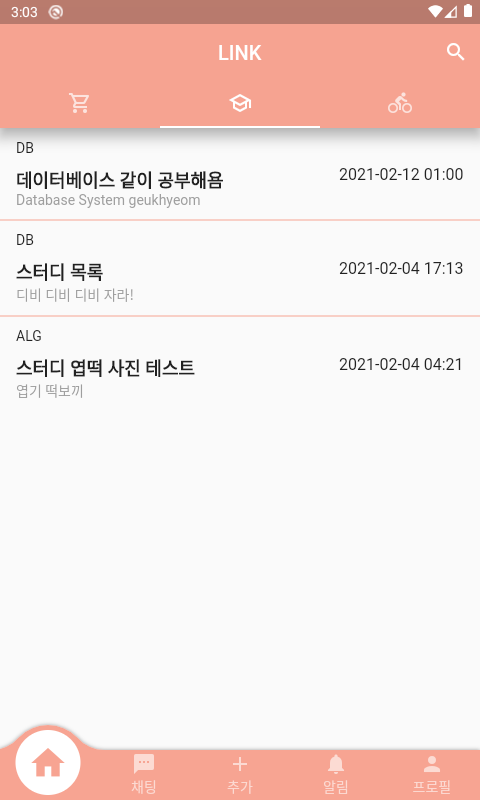 3:03
LINK
DB
데이터베이스 같이 공부해욤
2021-02-12 01:00
Database System geukhyeom
DB
스터디 목록
2021-02-04 17:13
디비 디비 디비 자라!
ALG
스터디 엽떡 사진 테스트
2021-02-04 04:21
엽기 떡보끼
채팅
추가
알림
프로필